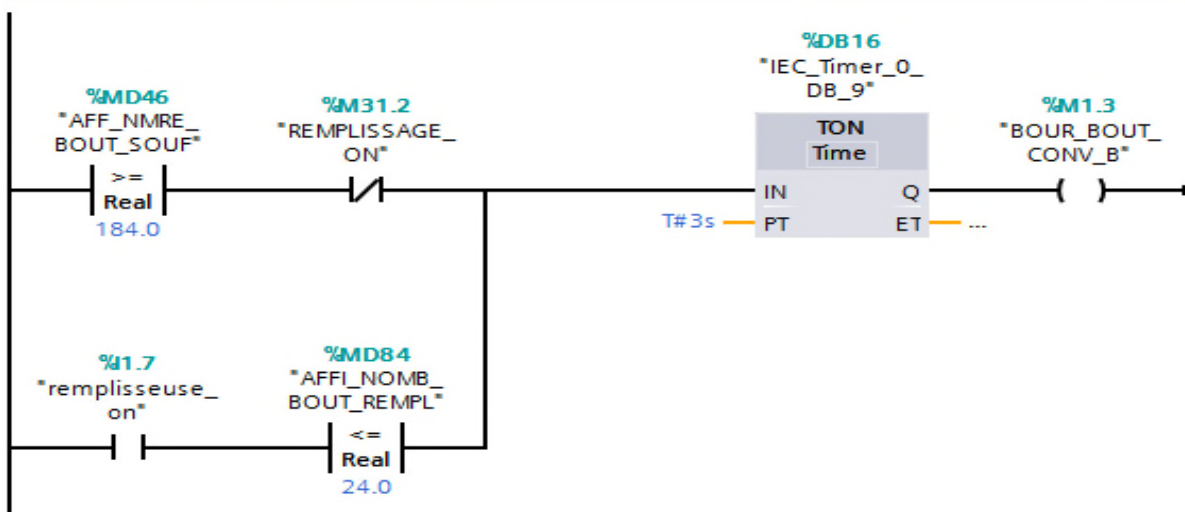 %DB16
"IEC_Timer_0_
DB_9"
%MD46
"AFF_NMRE_
BOUT_SOUF"
%M31.2
"REMPLISSAGE_
ON"
TON
Time
%M1.3
"BOUR_BOUT_
CONV_B"
>=
Real
184.0
IN
Q
T#3s
PT
ET
...
%I1.7
"remplisseuse_
on"
%MD84
"AFFI_NOMB_
BOUT_REMPL"
<=
Real
24.0